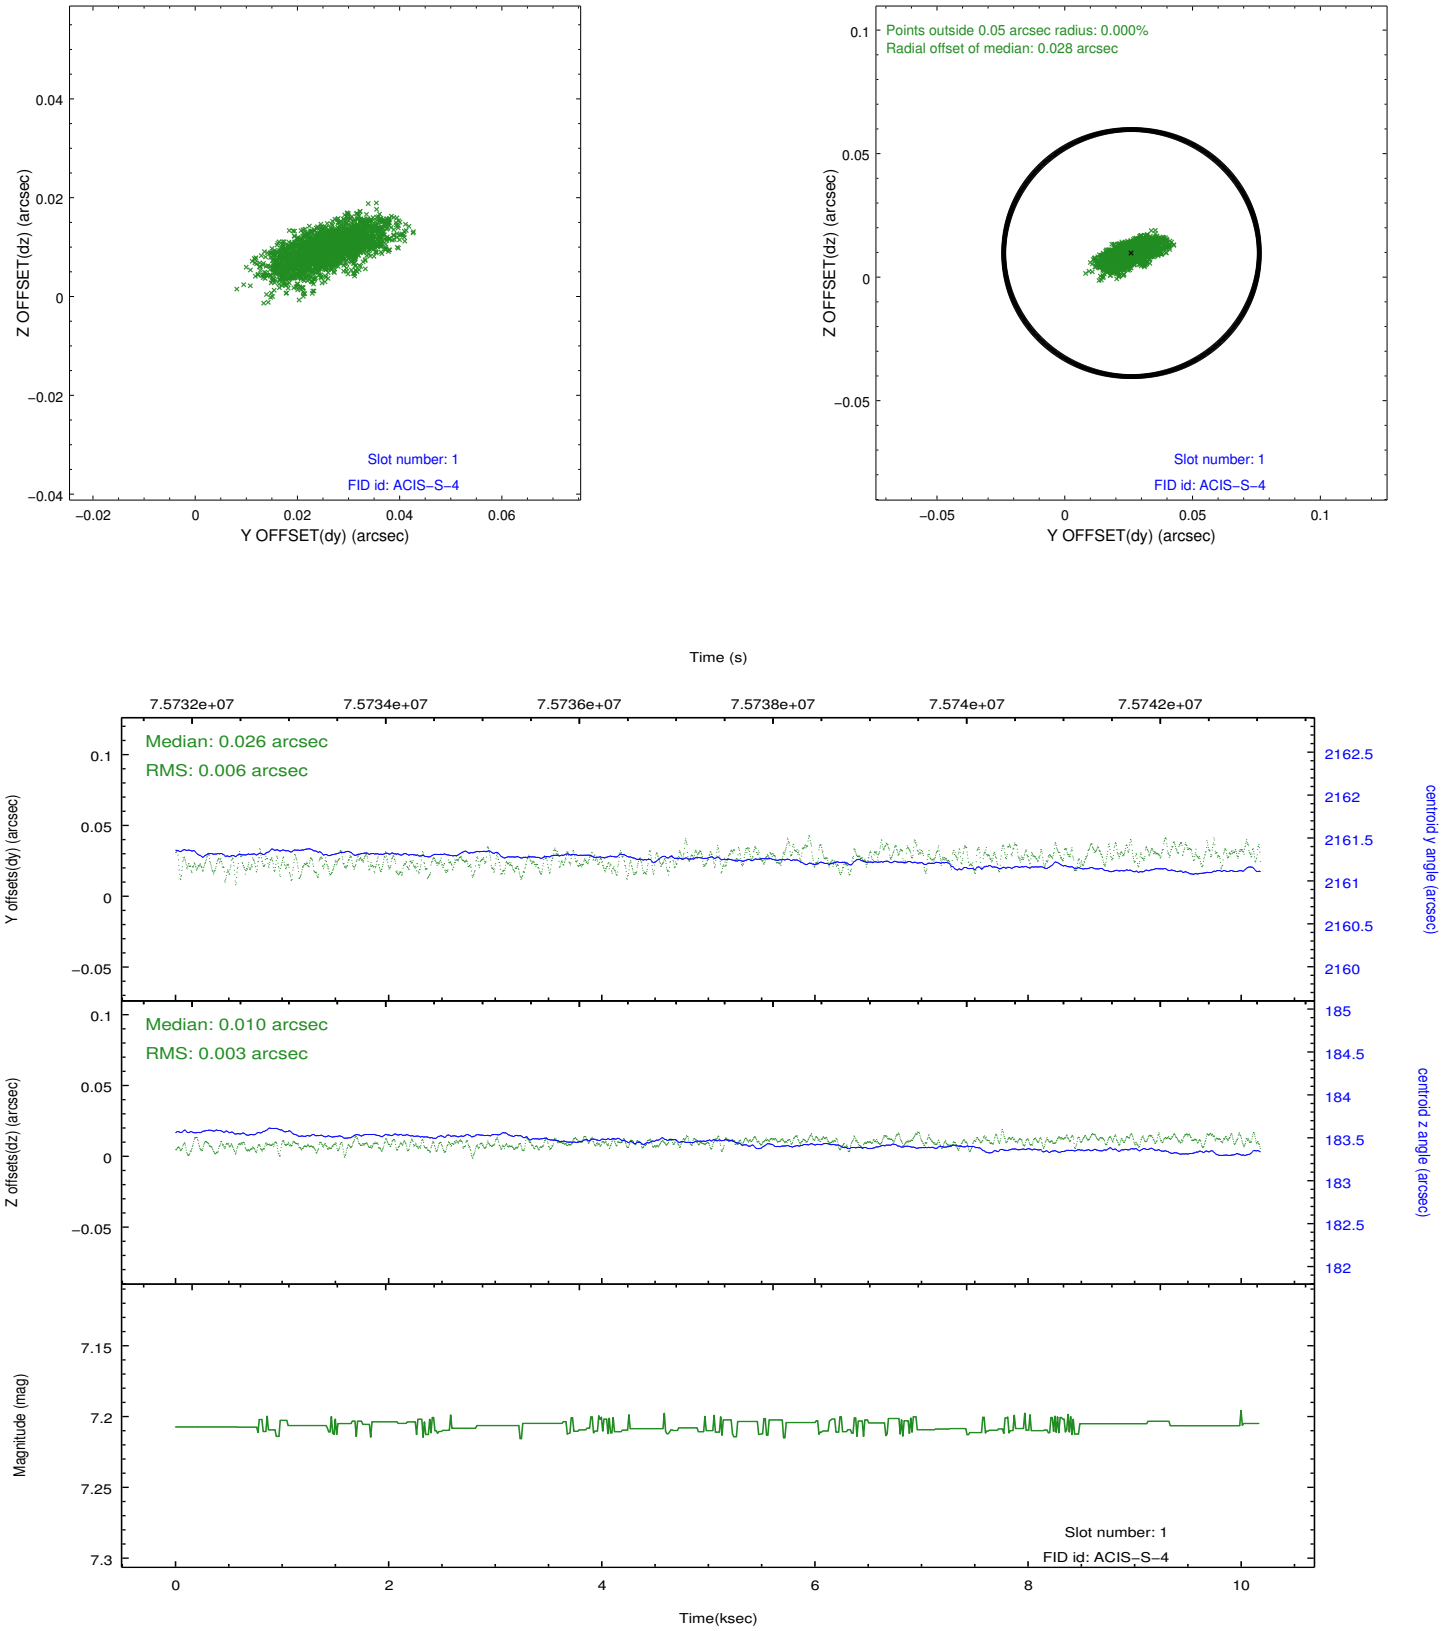 0.04
0.02
0
−0.02
−0.04
Z OFFSET(dz) (arcsec)
Slot number: 1
FID id: ACIS−S−4
−0.02 0 0.02 0.04 0.06
Y OFFSET(dy) (arcsec)
Points outside 0.05 arcsec radius: 0.000%
Radial offset of median: 0.028 arcsec
0.1
0.05
0
−0.05
Z OFFSET(dz) (arcsec)
Slot number: 1
FID id: ACIS−S−4
−0.05 0 0.05 0.1
Y OFFSET(dy) (arcsec)
Time (s)
7.5732e+07 7.5734e+07 7.5736e+07 7.5738e+07 7.574e+07 7.5742e+07
Median: 0.026 arcsec
RMS: 0.006 arcsec
0.1
0.05
0
−0.05
Y offsets(dy) (arcsec)
2162.5
2162
2161.5
2161
2160.5
2160
centroid y angle (arcsec)
Median: 0.010 arcsec
RMS: 0.003 arcsec
0.1
0.05
0
−0.05
Z offsets(dz) (arcsec)
185
184.5
184
183.5
183
182.5
182
centroid z angle (arcsec)
7.15
7.2
7.25
7.3
Magnitude (mag)
Slot number: 1
FID id: ACIS−S−4
0 2 4 6 8 10
Time(ksec)